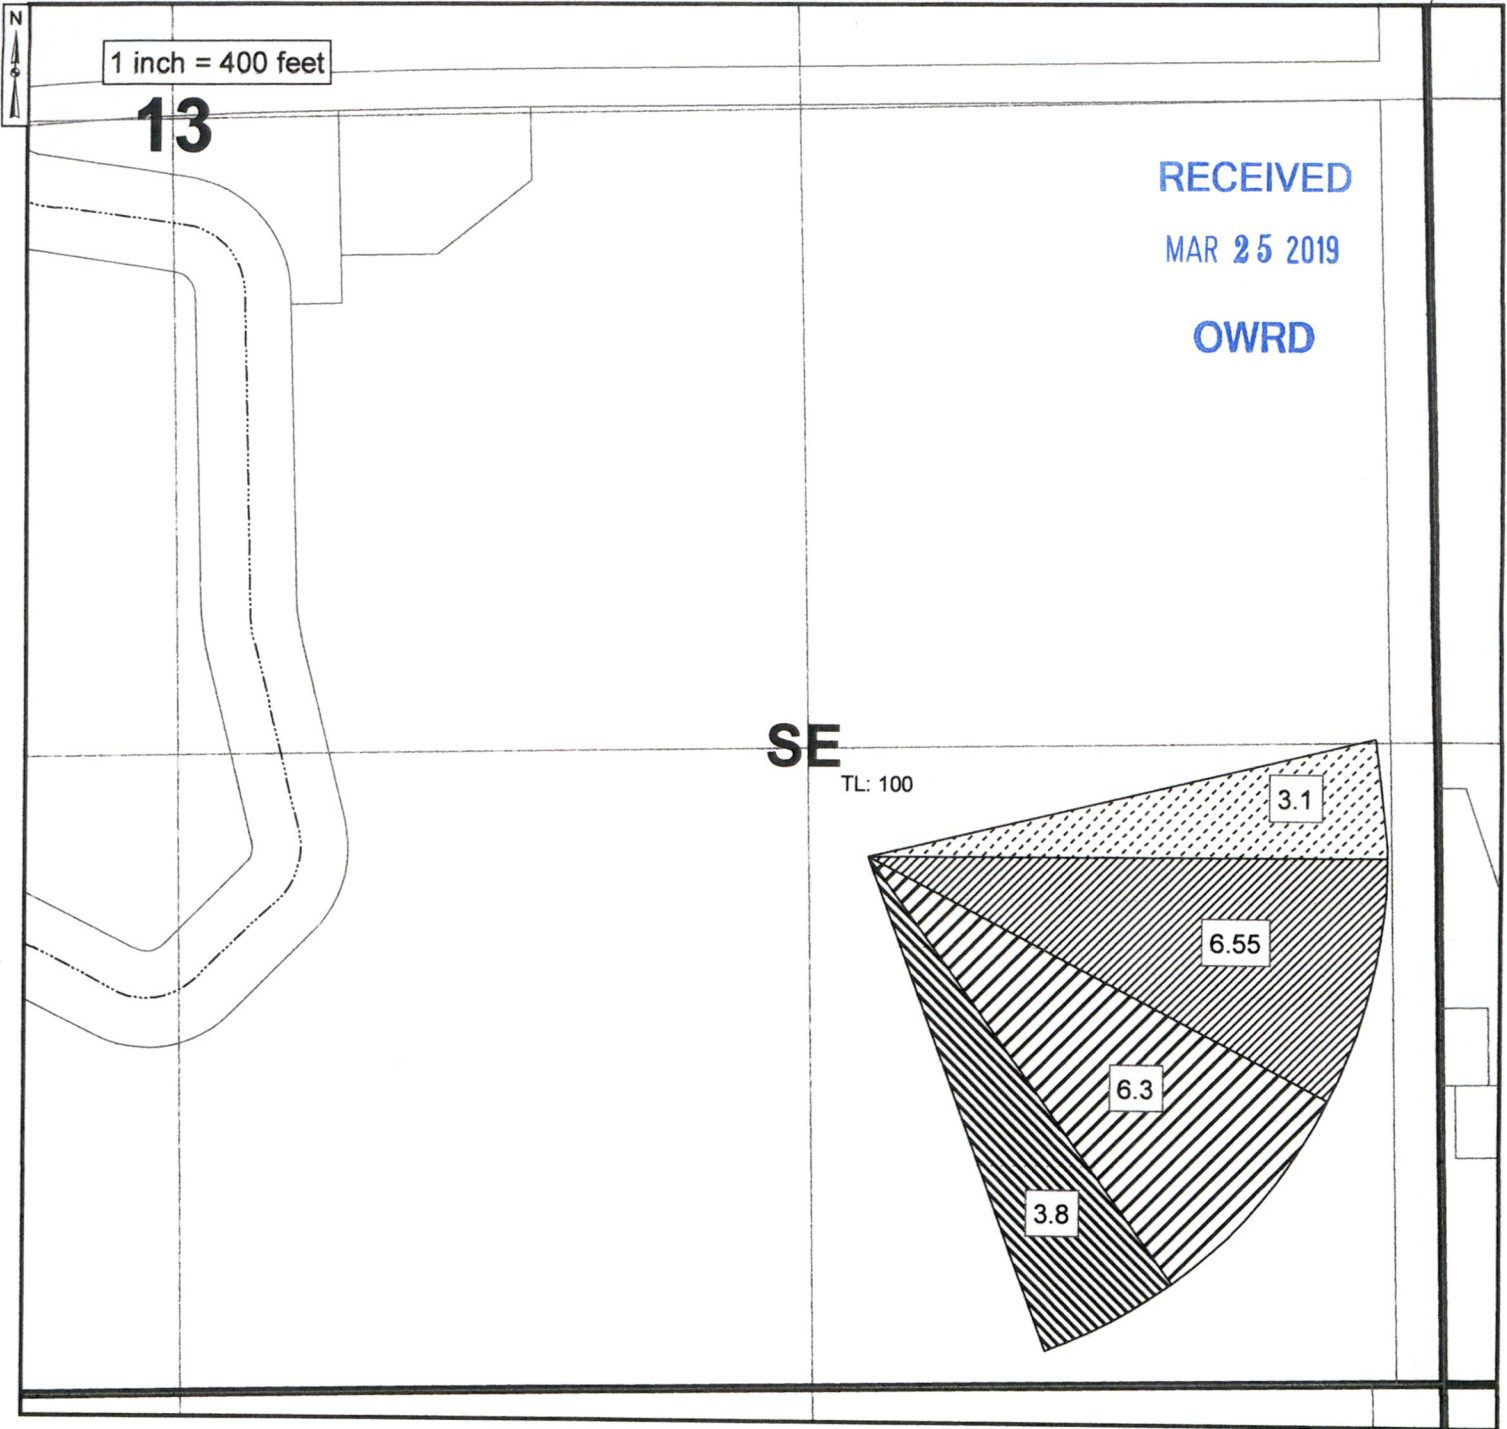 N
1 inch = 400 feet
13
RECEIVED
MAR 25 2019
OWRD
SE
TL: 100
3.1
6.55
6.3
3.8